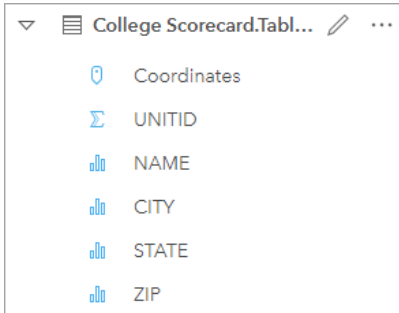 College Scorecard.Tabl...
Coordinates
UNITID
NAME
CITY
STATE
ZIP